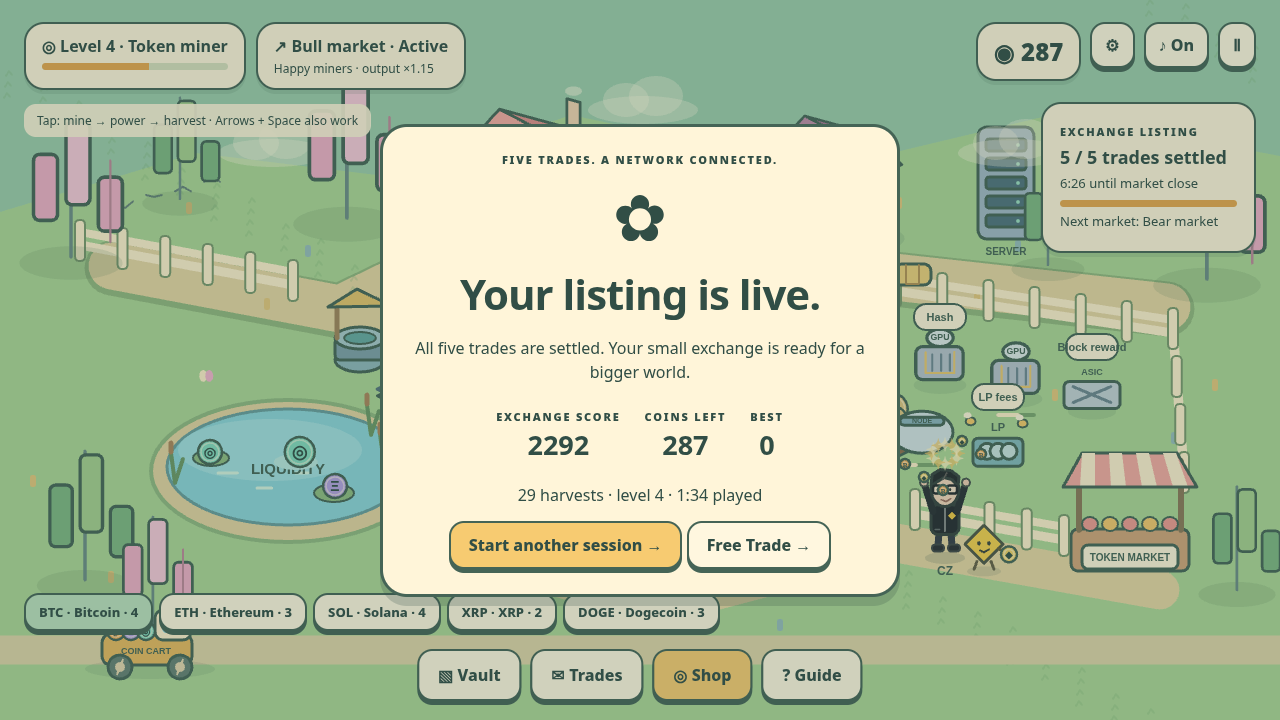 ◎ Level 4 · Token miner
↗ Bull market · Active
Happy miners · output ×1.15
◉ 287
⚙
♪ On
Ⅱ
Tap: mine → power → harvest · Arrows + Space also work
EXCHANGE LISTING
5 / 5 trades settled
6:26 until market close
Next market: Bear market
SERVER
FIVE TRADES. A NETWORK CONNECTED.
✿
Your listing is live.
All five trades are settled. Your small exchange is ready for a
bigger world.
EXCHANGE SCORE
COINS LEFT
BEST
2292
287
0
29 harvests · level 4 · 1:34 played
Start another session →
Free Trade →
Hash
GPU
GPU
Block reward
ASIC
LP fees
NODE
LP
LIQUIDITY
CZ
TOKEN MARKET
BTC · Bitcoin · 4
ETH · Ethereum · 3
SOL · Solana · 4
XRP · XRP · 2
DOGE · Dogecoin · 3
COIN CART
▧ Vault
✉ Trades
◎ Shop
? Guide